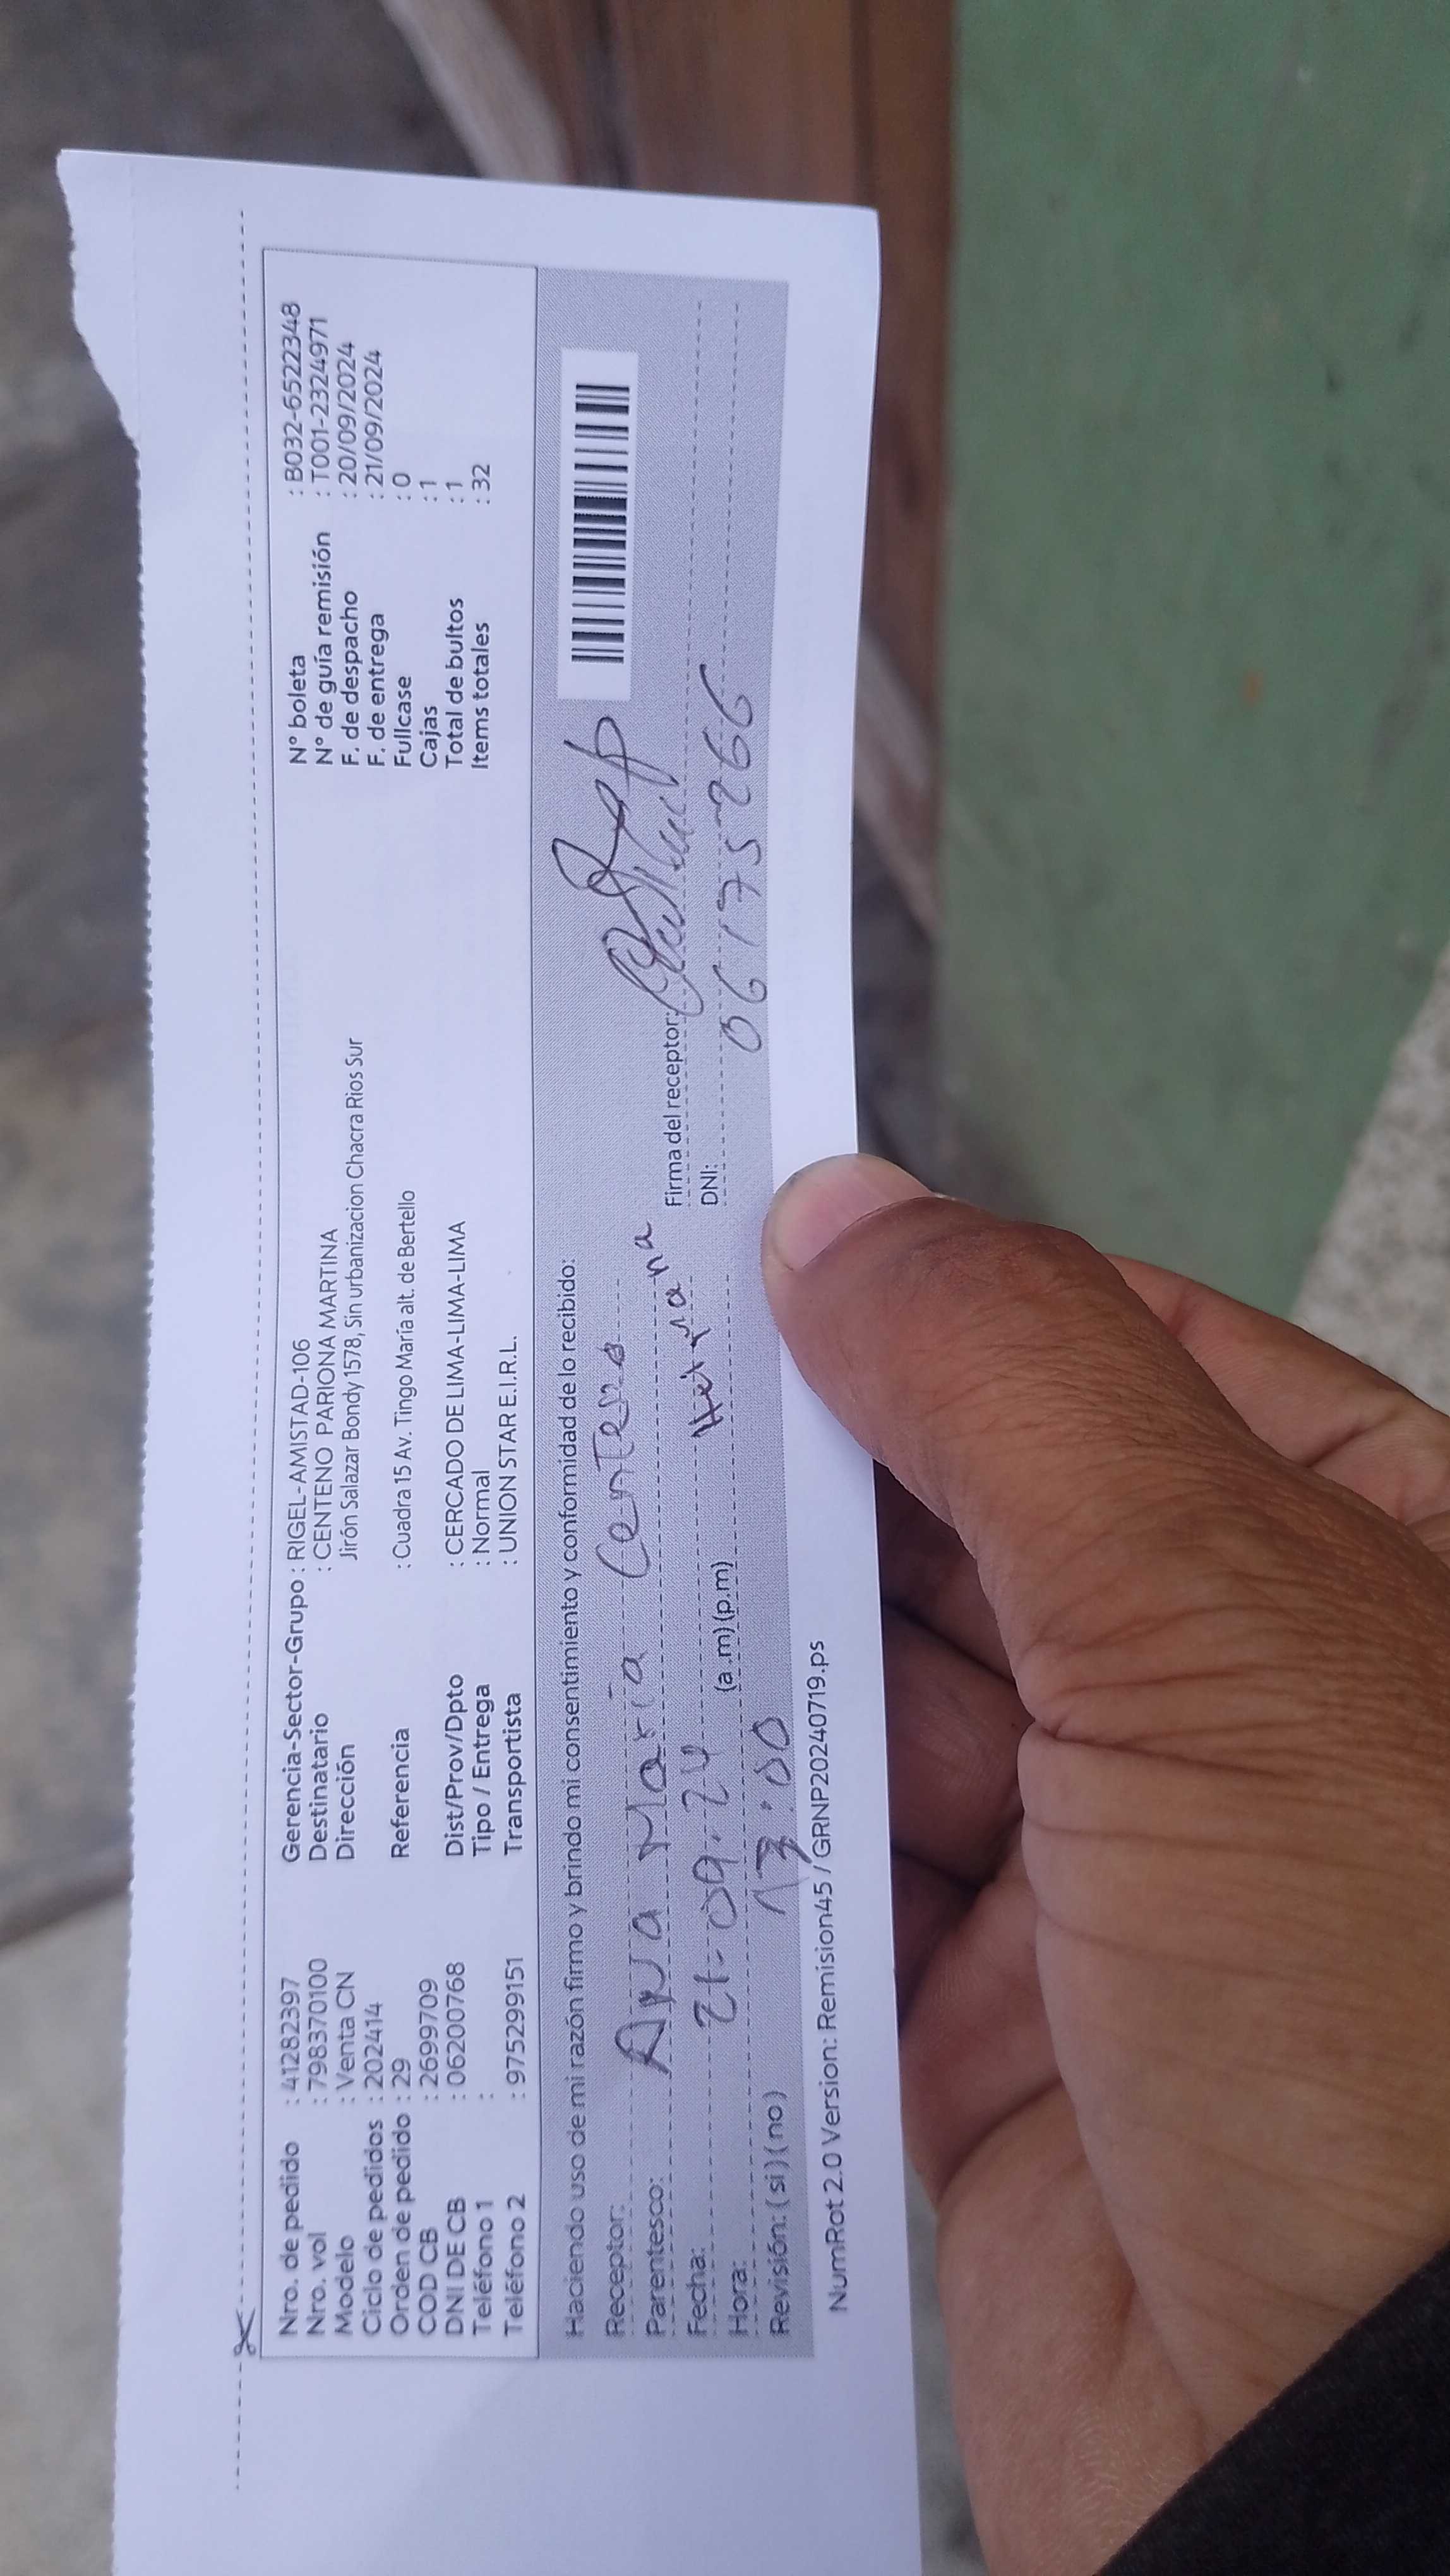 Nro. de pedido : 41282397 Gerencia-Sector-Grupo : RIGEL-AMISTAD-106 N° boleta : B032-6522348
Nro. vol : 798370100 Destinatario : CENTENO PARIONA MARTINA N° de guía remisión : T001-2324971
Modelo : Venta CN Dirección Jirón Salazar Bondy 1578, Sin urbanizacion Chacra Rios Sur F. de despacho : 20/09/2024
Ciclo de pedidos : 202414 F. de entrega : 21/09/2024
Orden de pedido : 29 Referencia : Cuadra 15 Av. Tingo María alt. de Bertello Fullcase : 0
COD CB : 2699709 Cajas : 1
DNI DE CB : 06200768 Dist/Prov/Dpto : CERCADO DE LIMA-LIMA-LIMA Total de bultos : 1
Teléfono 1 : Tipo / Entrega : Normal Items totales : 32
Teléfono 2 : 975299151 Transportista : UNION STAR E.I.R.L.
Haciendo uso de mi razón firmo y brindo mi consentimiento y conformidad de lo recibido:
Receptor: Ana Maria Centeno
Parentesco: Hermana Firma del receptor:
Fecha: 21-09-24 DNI: 06175266
Hora: 13:00 (a.m) (p.m)
Revisión: ( si ) ( no )
NumRot 2.0 Version: Remision45 / GRNP20240719.ps